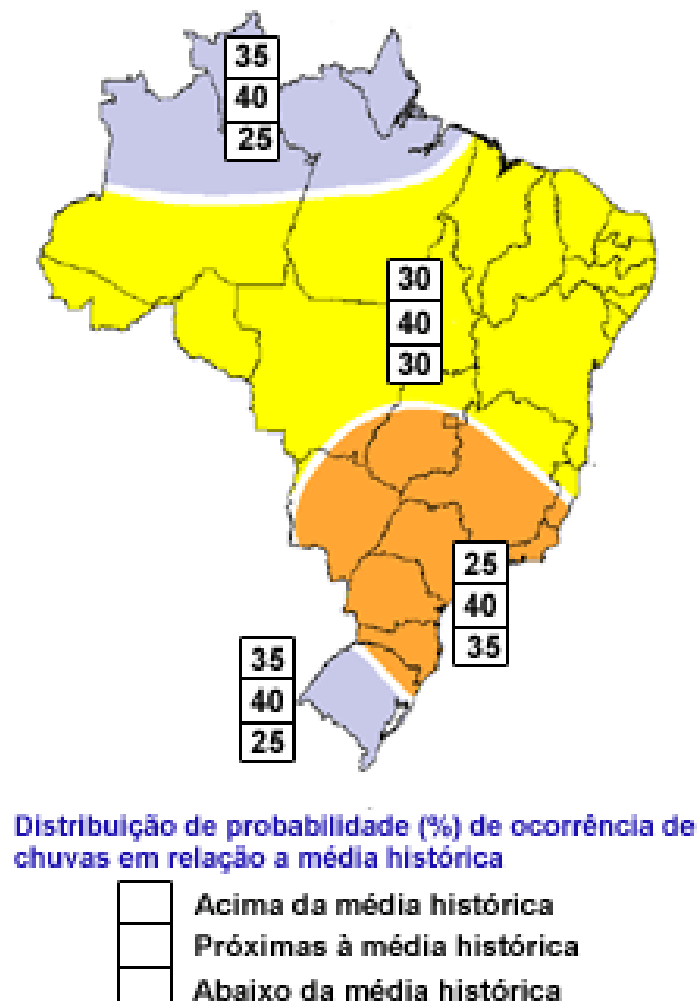 35
40
25
30
40
30
25
40
35
35
40
25
Distribuição de probabilidade (%) de ocorrência de
chuvas em relação a média histórica
Acima da média histórica
Próximas à média histórica
Abaixo da média histórica